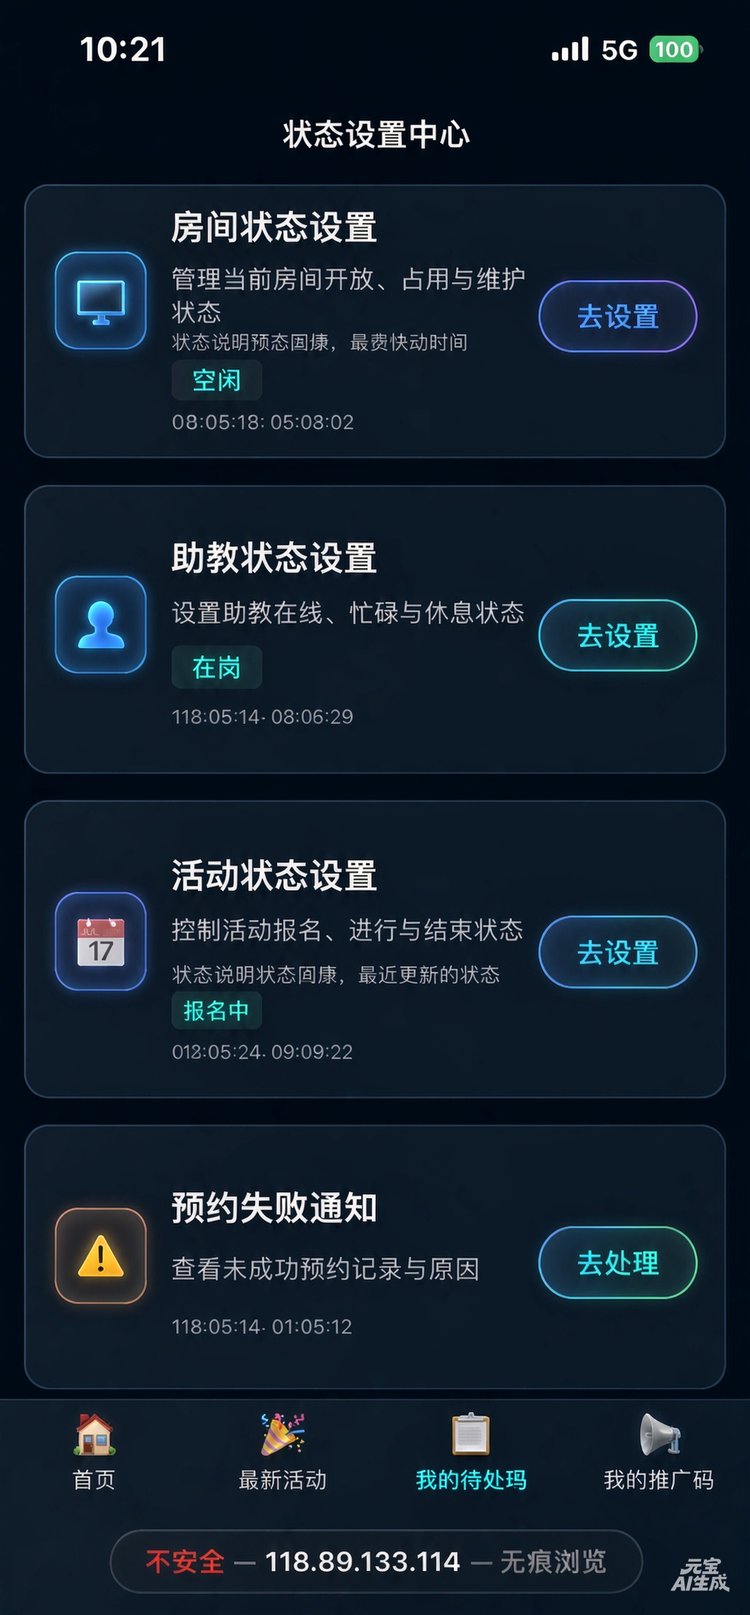 10:21
5G 100
状态设置中心
房间状态设置
管理当前房间开放、占用与维护
状态
状态说明预态固康，最费快动时间
去设置
空闲
08:05:18: 05:03:02
助教状态设置
设置助教在线、忙碌与休息状态
去设置
在岗
118:05:14· 08:06:29
活动状态设置
控制活动报名、进行与结束状态
状态说明状态固康，最近更新的状态
JUL
17
去设置
报名中
018:05:24. 09:09:22
预约失败通知
查看未成功预约记录与原因
去处理
118:05:14· 01:05:12
首页
最新活动
我的待处玛
我的推广码
不安全 — 118.89.133.114 — 无痕浏览
元宝
AI生成